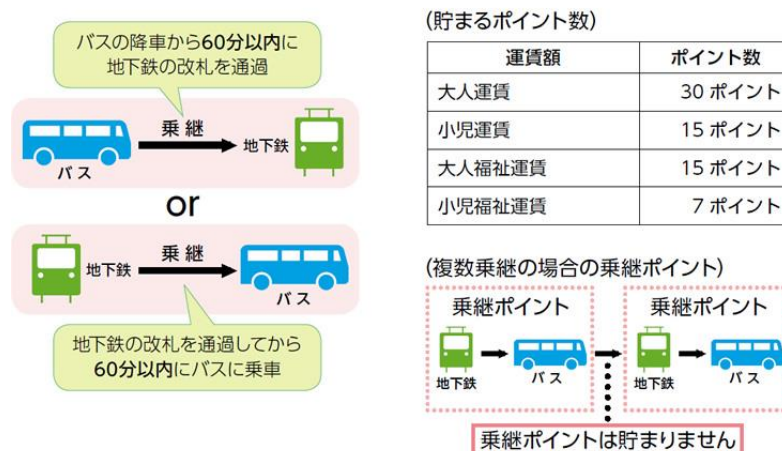 バスの降車から60分以内に
地下鉄の改札を通過
乗 継
バス
地下鉄
or
乗 継
地下鉄
バス
地下鉄の改札を通過してから
60分以内にバスに乗車
(貯まるポイント数)
運賃額 ポイント数
大人運賃 30 ポイント
小児運賃 15 ポイント
大人福祉運賃 15 ポイント
小児福祉運賃 7 ポイント
(複数乗継の場合の乗継ポイント)
乗継ポイント 乗継ポイント
地下鉄 バス 地下鉄 バス
乗継ポイントは貯まりません